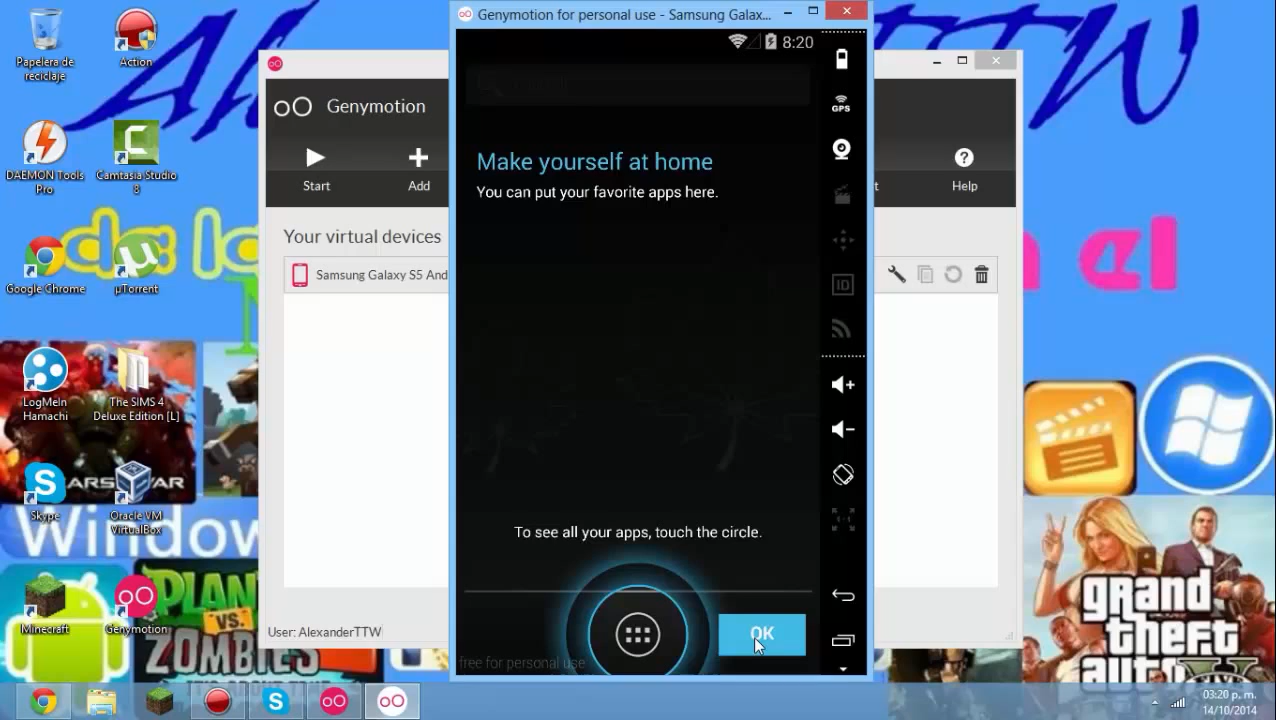 Papelera de
reciclaje
Action
DAEMON Tools
Pro
Camtasia Studio
8
Google Chrome
µTorrent
LogMeIn
Hamachi
The SIMS 4
Deluxe Edition [L]
Skype
Oracle VM
VirtualBox
Minecraft
Genymotion
Genymotion
Start
Add
Help
Your virtual devices
Samsung Galaxy S5 And
User: AlexanderTTW
Genymotion for personal use - Samsung Galax...
8:20
Make yourself at home
You can put your favorite apps here.
To see all your apps, touch the circle.
OK
free for personal use
GPS
ID
PLANTS
ZOMBIES
grand
theft
auto
V
03:20 p. m.
14/10/2014